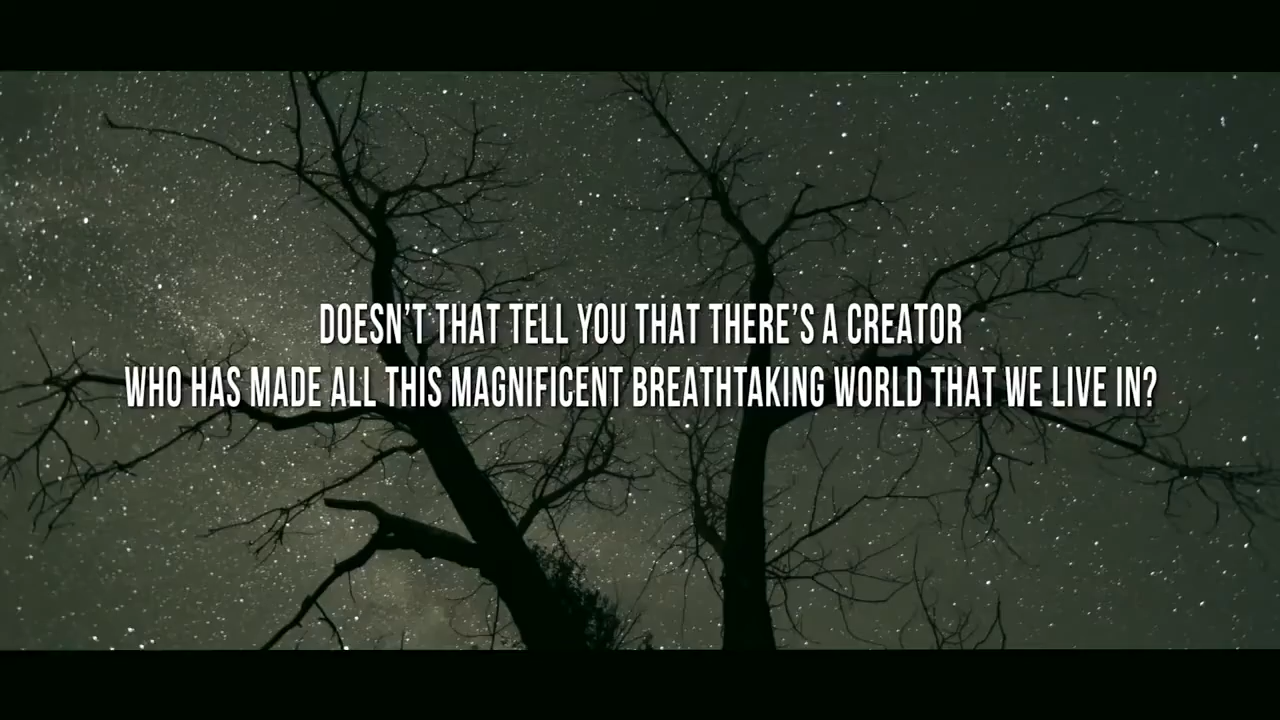 DOESN'T THAT TELL YOU THAT THERE'S A CREATOR
WHO HAS MADE ALL THIS MAGNIFICENT BREATHTAKING WORLD THAT WE LIVE IN?